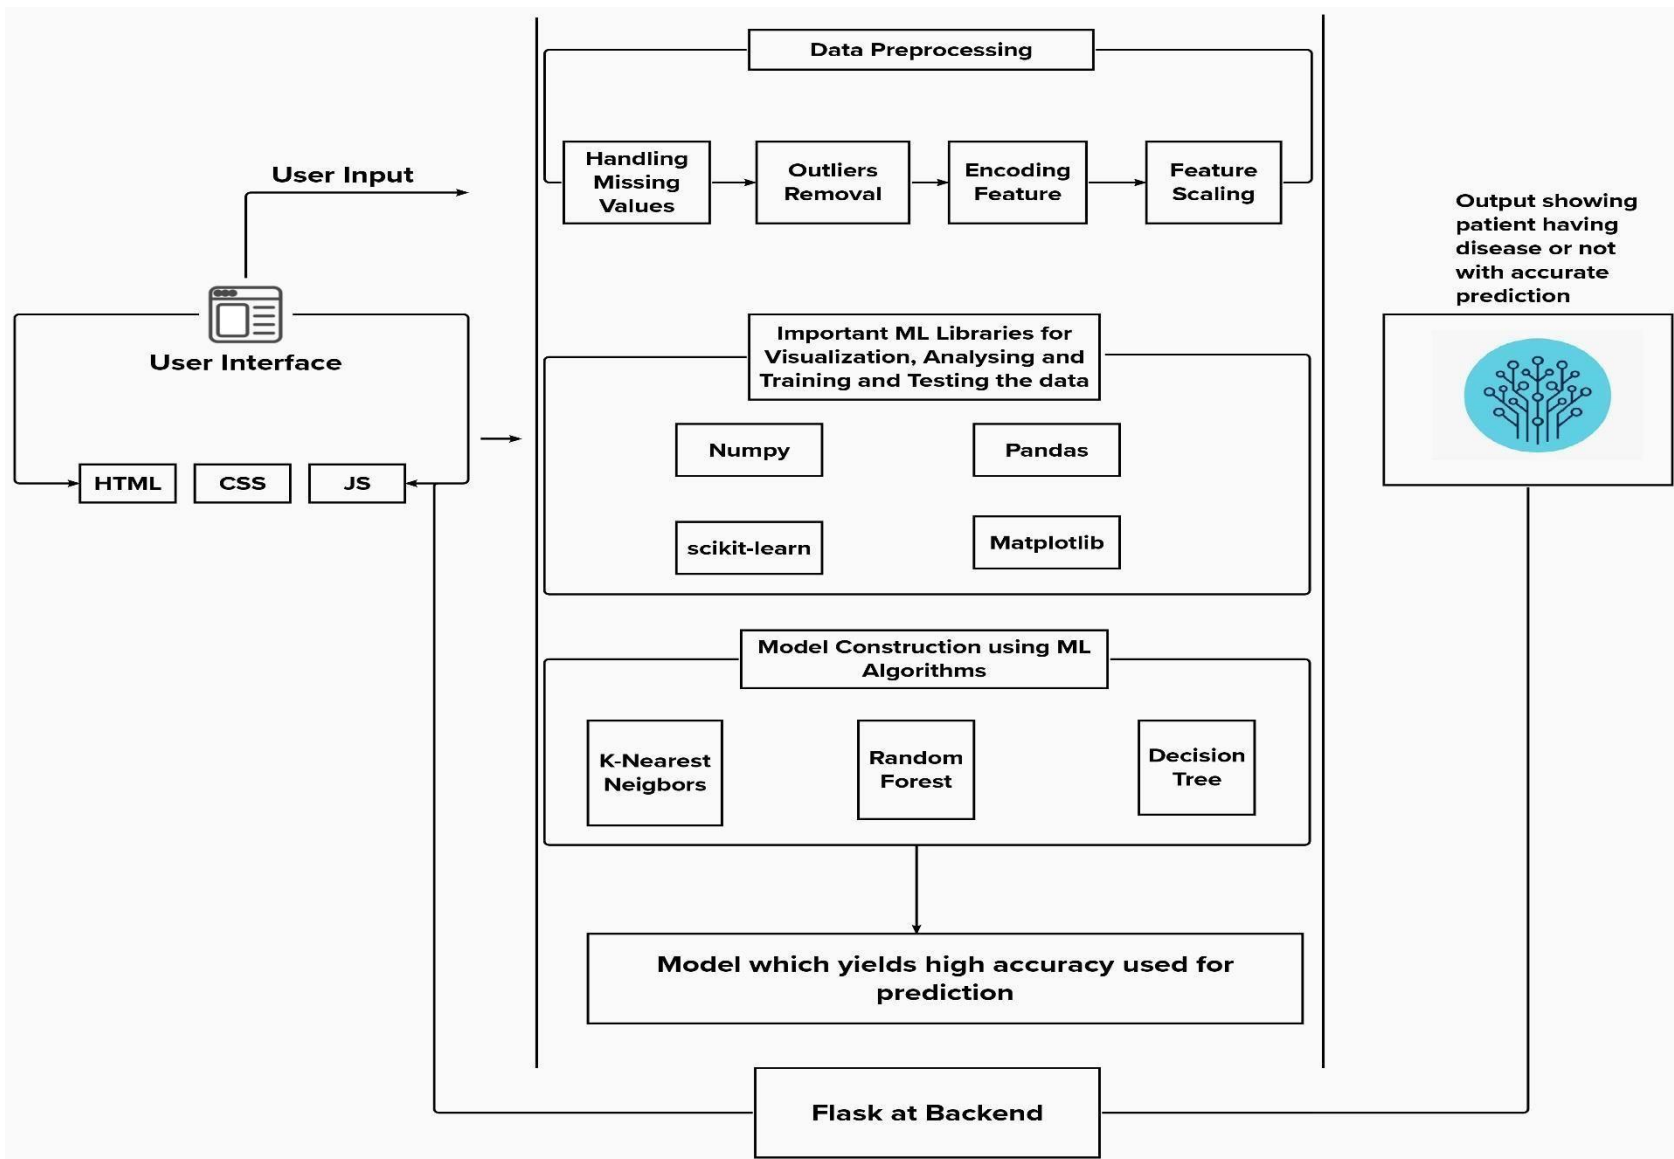 Data Preprocessing
Handling
Missing
Values
Outliers
Removal
Encoding
Feature
Feature
Scaling
User Input
User Interface
HTML
CSS
JS
Important ML Libraries for
Visualization, Analysing and
Training and Testing the data
Numpy
Pandas
scikit-learn
Matplotlib
Model Construction using ML
Algorithms
K-Nearest
Neigbors
Random
Forest
Decision
Tree
Model which yields high accuracy used for
prediction
Flask at Backend
Output showing
patient having
disease or not
with accurate
prediction